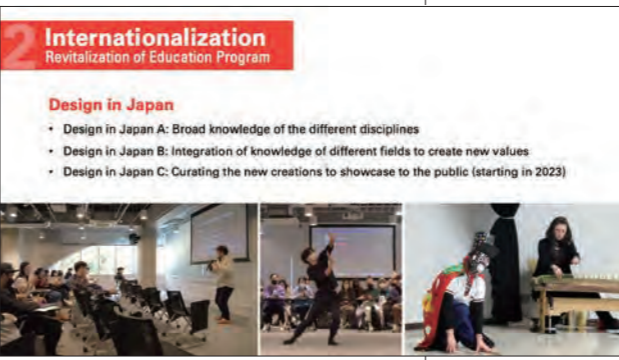 2
Internationalization
Revitalization of Education Program
Design in Japan
• Design in Japan A: Broad knowledge of the different disciplines
• Design in Japan B: Integration of knowledge of different fields to create new values
• Design in Japan C: Curating the new creations to showcase to the public (starting in 2023)